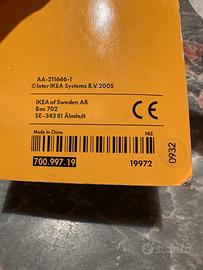 AA-211666-1
© Inter IKEA Systems B.V. 2005
IKEA of Sweden AB
Box 702
SE-343 81 Älmhult
CE
Made in China
NLE
700.997.19
19972
0932
SUBITO